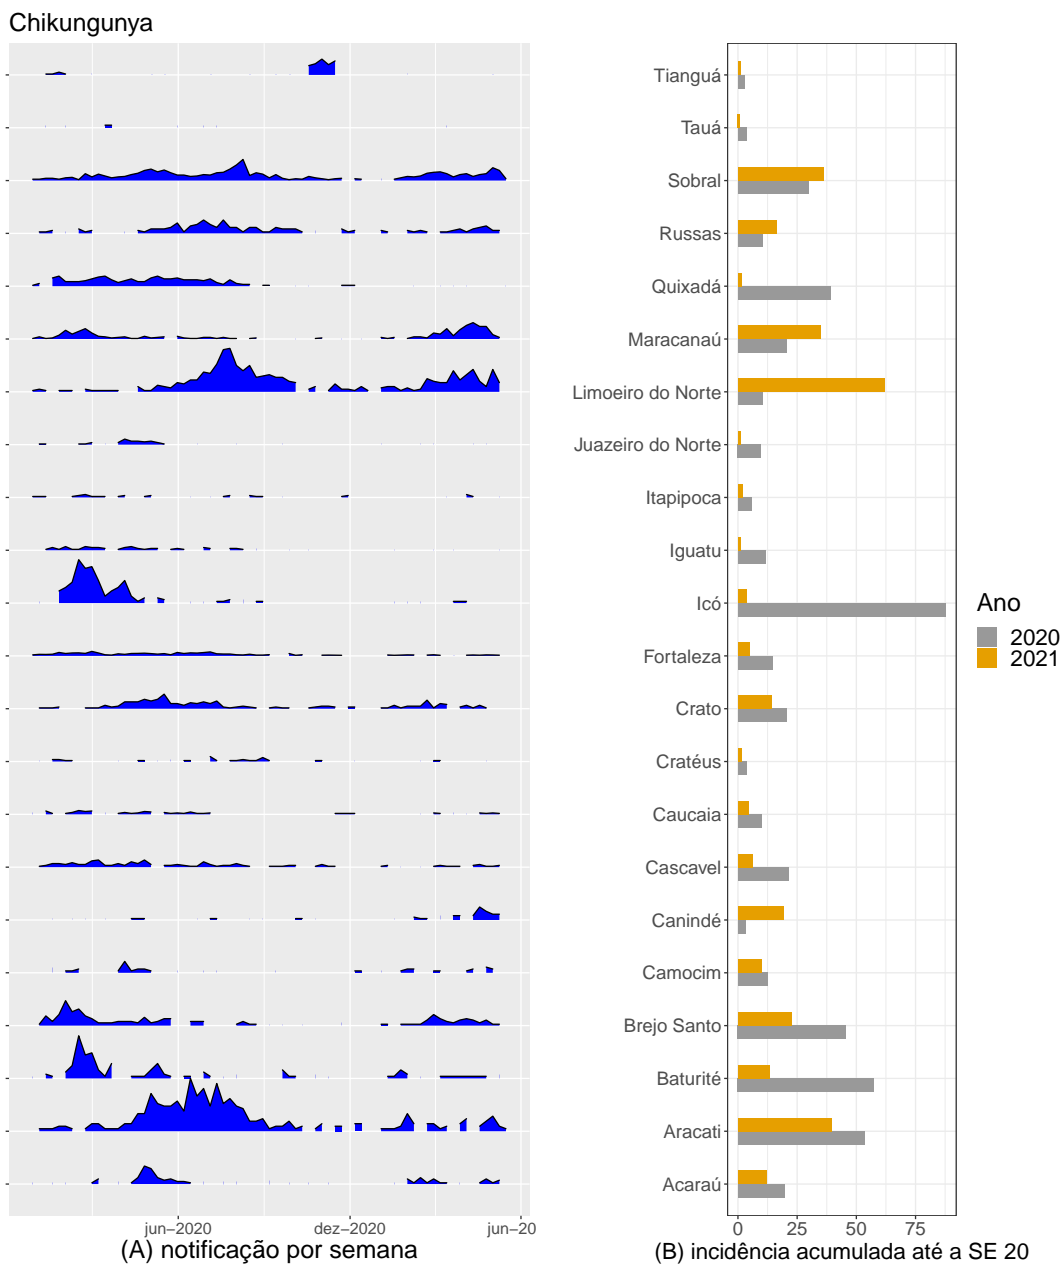 Chikungunya
Tianguá
Tauá
Sobral
Russas
Quixadá
Maracanaú
Limoeiro do Norte
Juazeiro do Norte
Itapipoca
Iguatu
Icó
Fortaleza
Crato
Cratéus
Caucaia
Cascavel
Canindé
Camocim
Brejo Santo
Baturité
Aracati
Acaraú
Ano
2020
2021
jun−2020
dez−2020
jun−20
0
25
50
75
(A) notificação por semana
(B) incidência acumulada até a SE 20